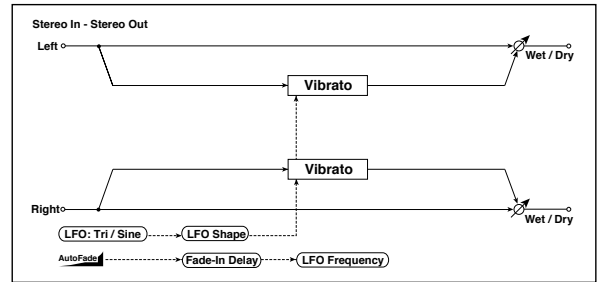 Stereo In - Stereo Out
Left
Wet / Dry
Vibrato
Vibrato
Right
Wet / Dry
LFO: Tri / Sine
LFO Shape
AutoFade
Fade-In Delay
LFO Frequency